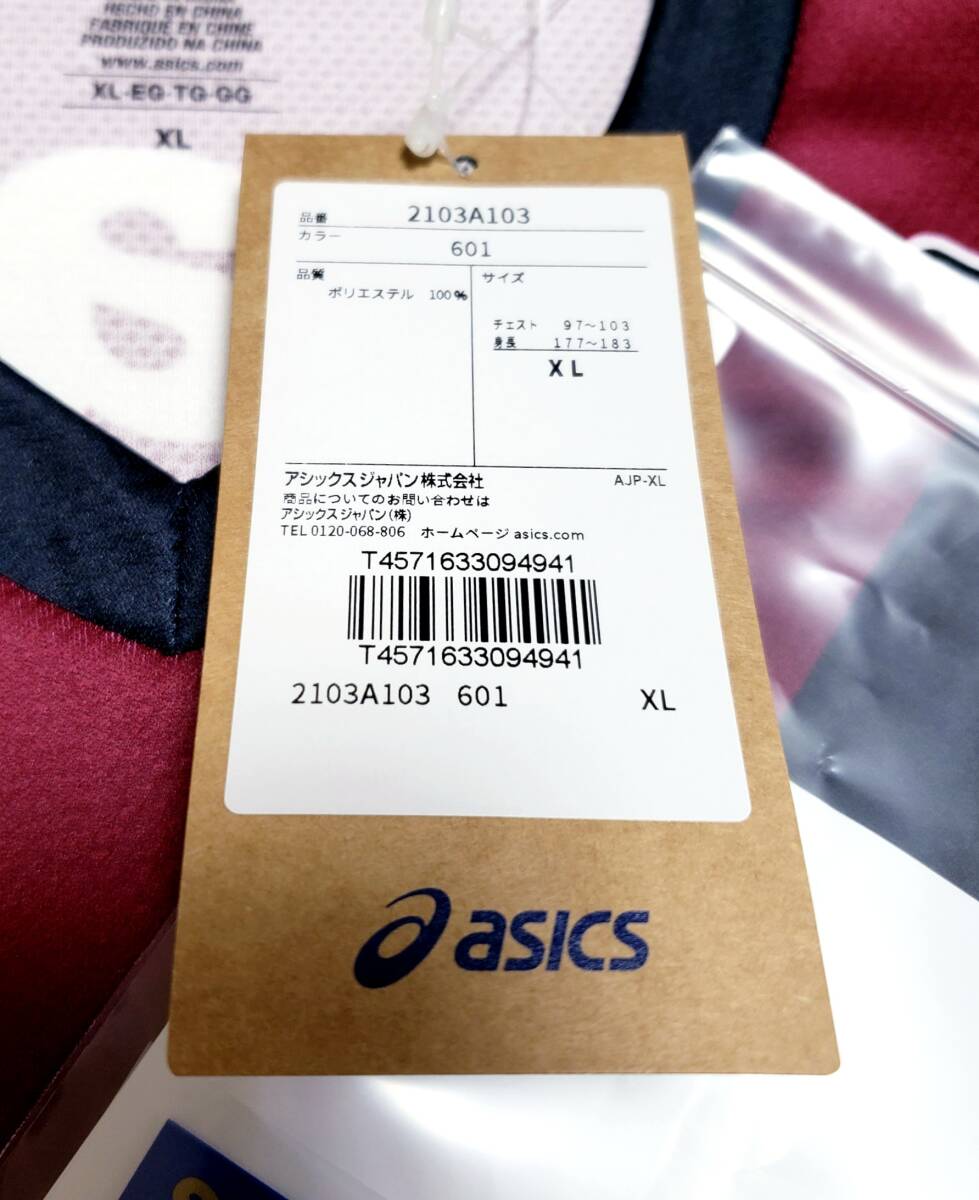 HECHO EN CHINA
FABRIQUÉ EN CHINE
PRODUZIDO NA CHINA
www.asics.com
XL-EG-TG-GG
XL
品番 2103A103
カラー 601
品質
ポリエステル 100%
サイズ
チェスト 97〜103
身長 177〜183
XL
アシックスジャパン株式会社 AJP-XL
商品についてのお問い合わせは
アシックスジャパン(株)
TEL 0120-068-806 ホームページ asics.com
T4571633094941
T4571633094941
2103A103 601 XL
asics